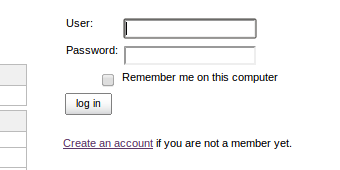 User:
Password:
Remember me on this computer
log in
Create an account if you are not a member yet.